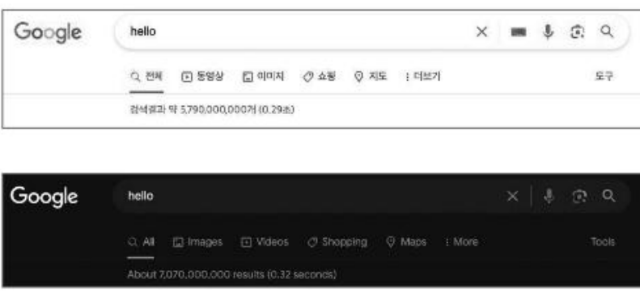 Google hello
전체 동영상 이미지 쇼핑 지도 더보기 도구
검색결과 약 5,790,000,000개 (0.29초)
Google hello
All Images Videos Shopping Maps More Tools
About 7,070,000,000 results (0.32 seconds)